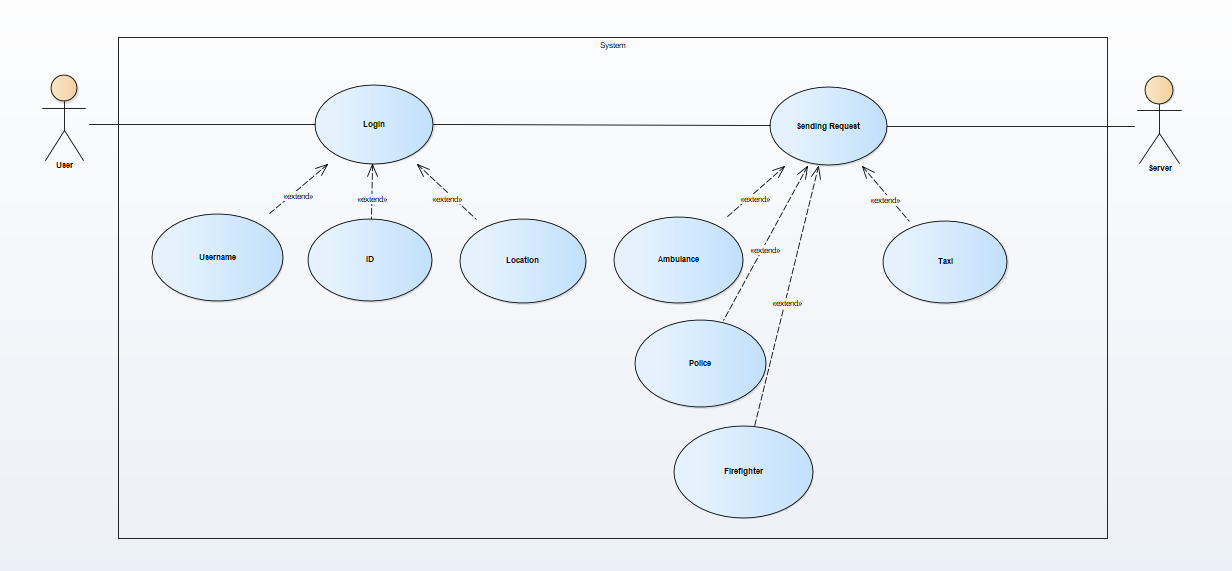 System
Login
Sending Request
User
Server
«extend»
«extend»
«extend»
«extend»
«extend»
Username
ID
Location
Ambulance
Taxi
«extend»
«extend»
Police
Firefighter